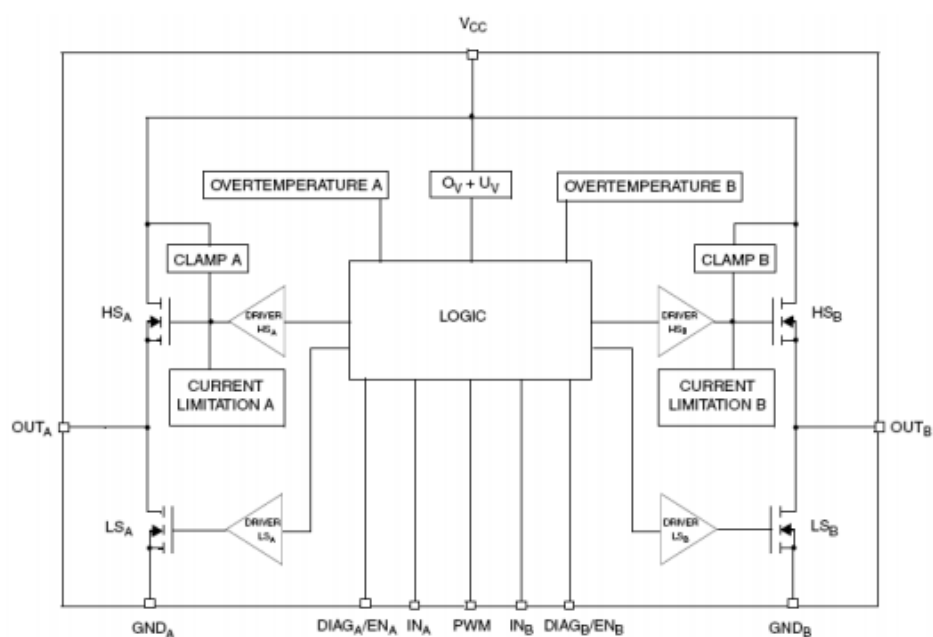 VCC
OVERTEMPERATURE A
OV + UV
OVERTEMPERATURE B
CLAMP A
CLAMP B
HSA
DRIVER
HSA
LOGIC
DRIVER
HSB
HSB
CURRENT
LIMITATION A
CURRENT
LIMITATION B
OUTA
OUTB
LSA
DRIVER
LSA
DRIVER
LSB
LSB
GNDA
DIAGA/ENA
INA
PWM
INB
DIAGB/ENB
GNDB